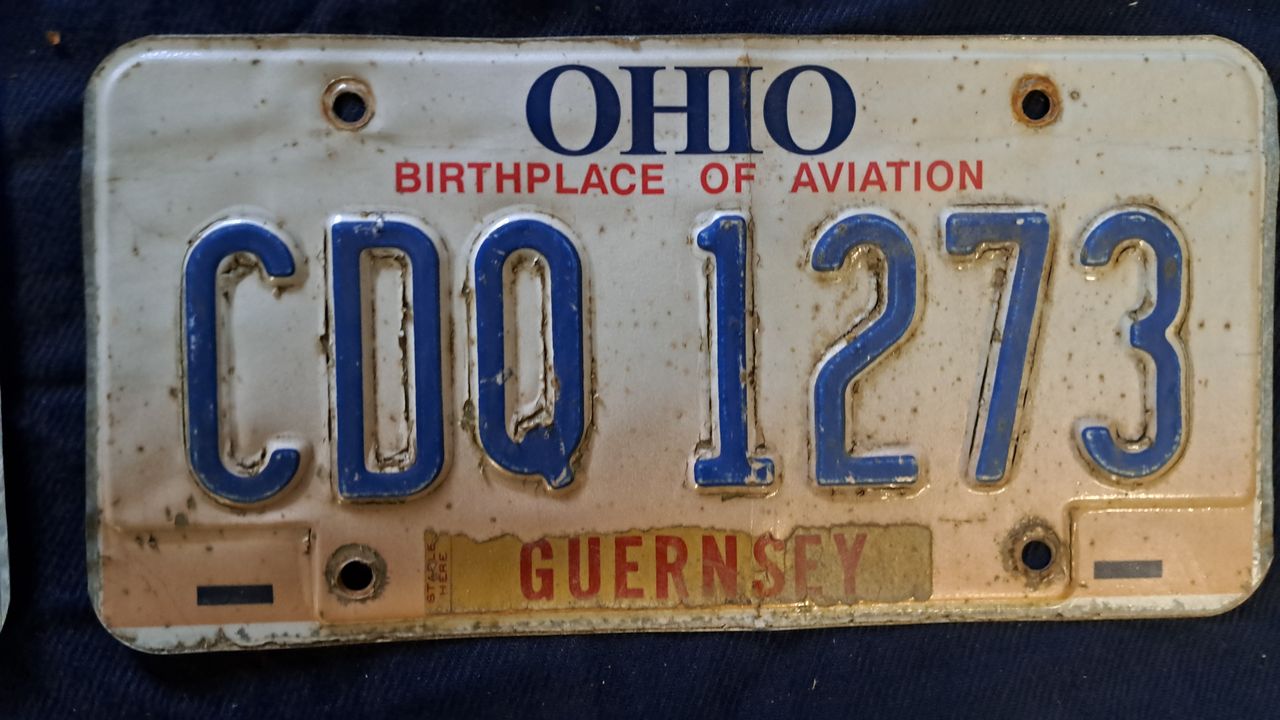 OHIO
BIRTHPLACE OF AVIATION
CDQ 1273
STAPLE HERE
GUERNSEY